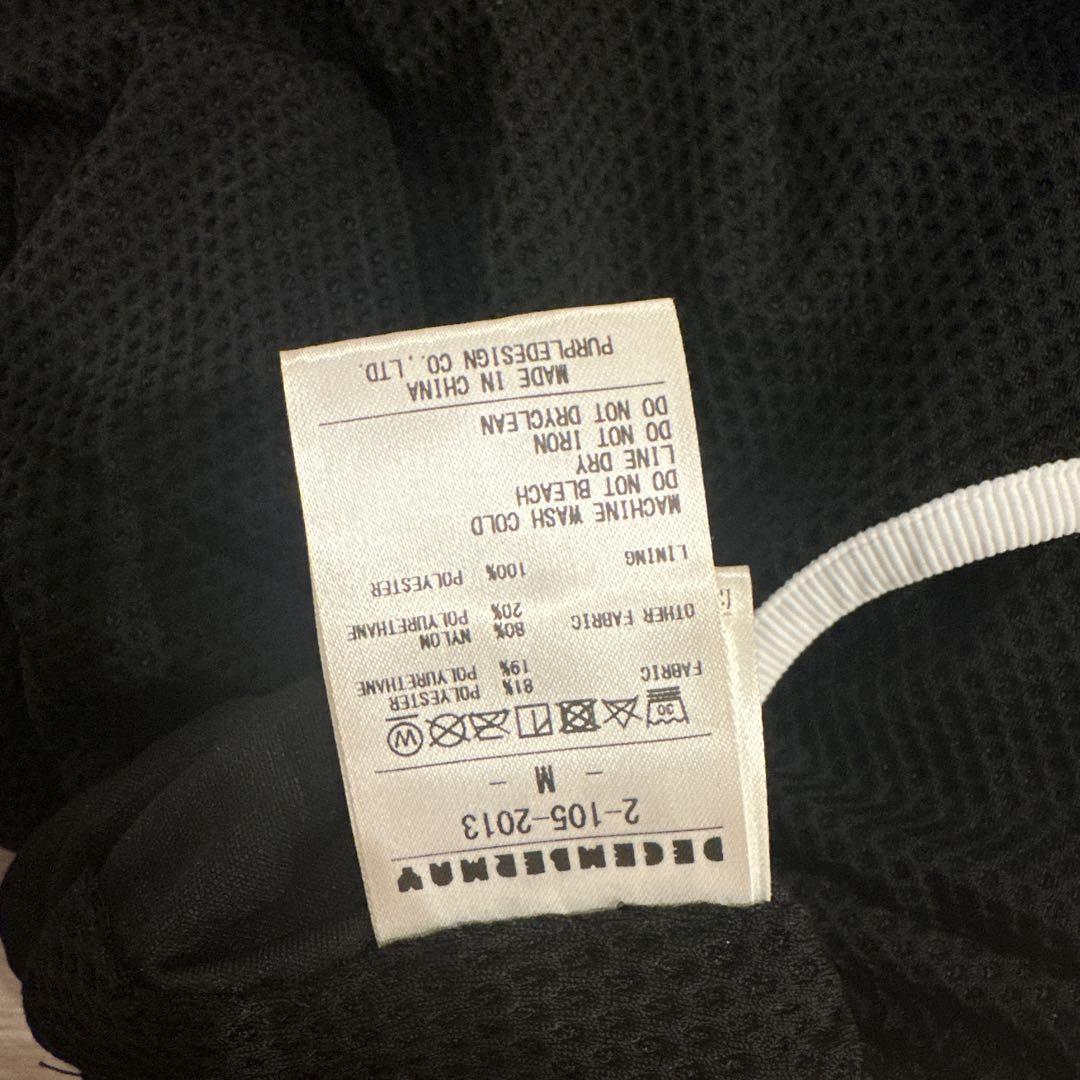 DECEMBERMAY
2-105-2013
- M -
30
W
FABRIC 81% POLYESTER
19% POLYURETHANE
OTHER FABRIC 80% NYLON
20% POLYURETHANE
LINING 100% POLYESTER
MACHINE WASH COLD
DO NOT BLEACH
LINE DRY
DO NOT IRON
DO NOT DRYCLEAN
MADE IN CHINA
PURPLEDESIGN CO., LTD.